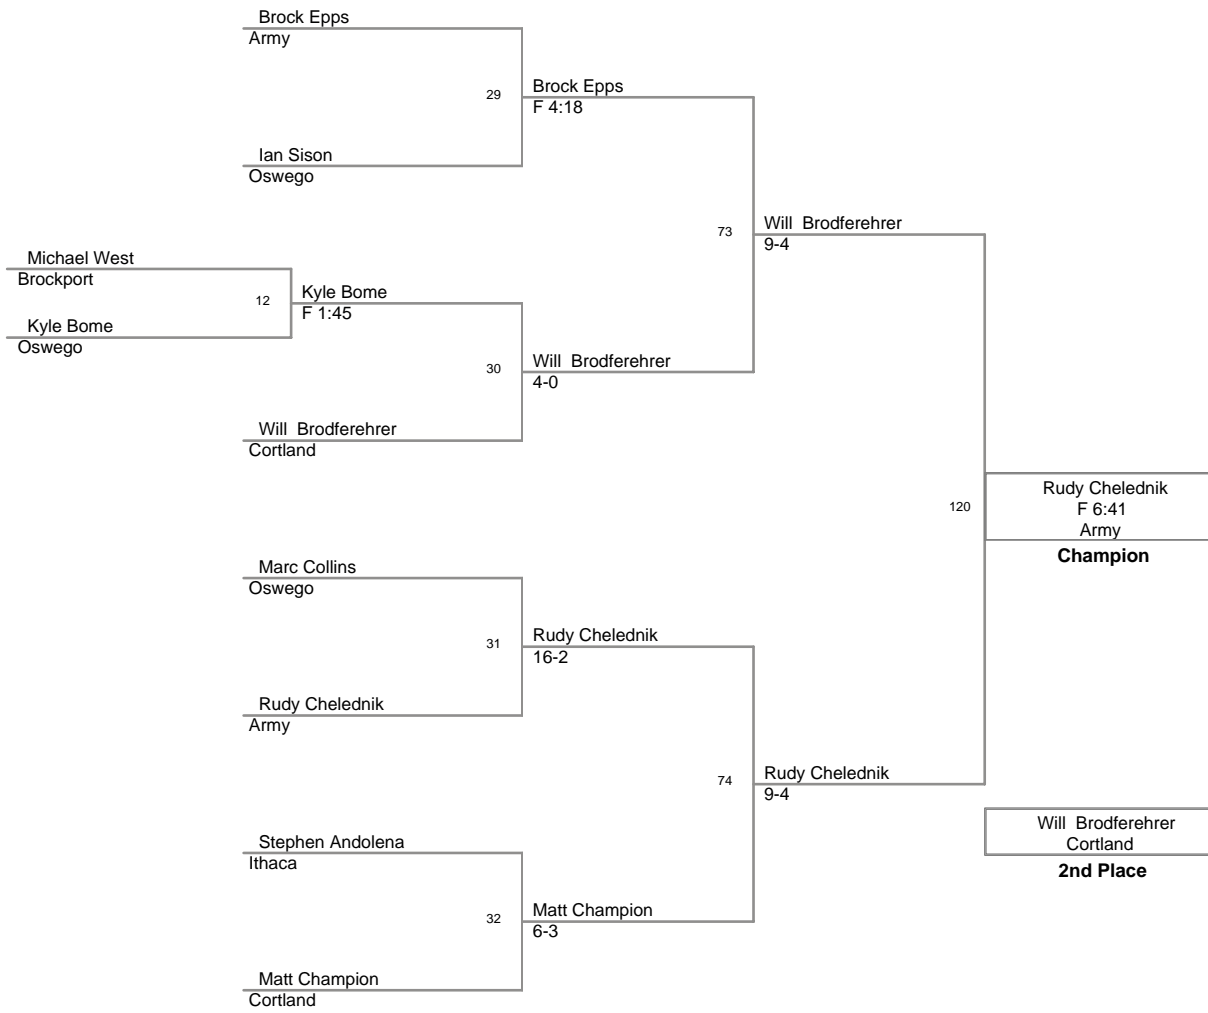 Brock Epps
Army
29
Brock Epps
F 4:18
Ian Sison
Oswego
73
Will Brodferehrer
9-4
Michael West
Brockport
12
Kyle Bome
F 1:45
Kyle Bome
Oswego
30
Will Brodferehrer
4-0
Will Brodferehrer
Cortland
120
Rudy Chelednik
F 6:41
Army
Champion
Marc Collins
Oswego
31
Rudy Chelednik
16-2
Rudy Chelednik
Army
74
Rudy Chelednik
9-4
Will Brodferehrer
Cortland
2nd Place
Stephen Andolena
Ithaca
32
Matt Champion
6-3
Matt Champion
Cortland